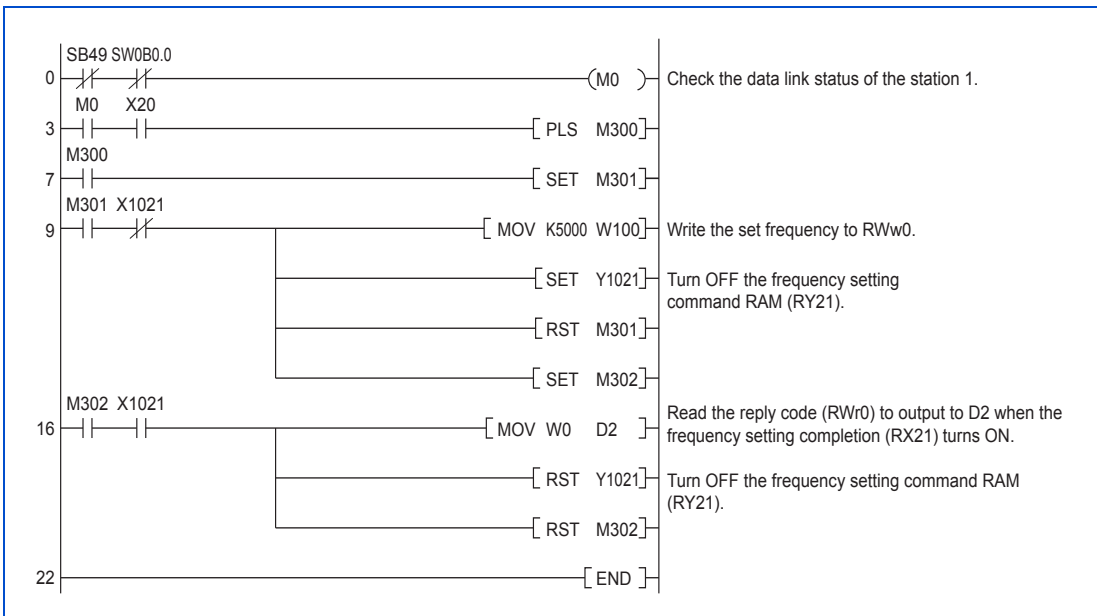 SB49 SW0B0.0
0 (M0 ) Check the data link status of the station 1.
M0 X20
3 [ PLS M300]
M300
7 [ SET M301]
M301 X1021
9 [ MOV K5000 W100] Write the set frequency to RWw0.
[ SET Y1021] Turn OFF the frequency setting
command RAM (RY21).
[ RST M301]
[ SET M302]
M302 X1021
16 [ MOV W0 D2 ] Read the reply code (RWr0) to output to D2 when the
frequency setting completion (RX21) turns ON.
[ RST Y1021] Turn OFF the frequency setting command RAM
(RY21).
[ RST M302]
22 [ END ]